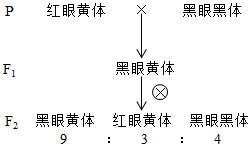 P 红眼黄体 × 黑眼黑体
F₁ 黑眼黄体
⊗
F₂ 黑眼黄体 红眼黄体 黑眼黑体
9 : 3 : 4